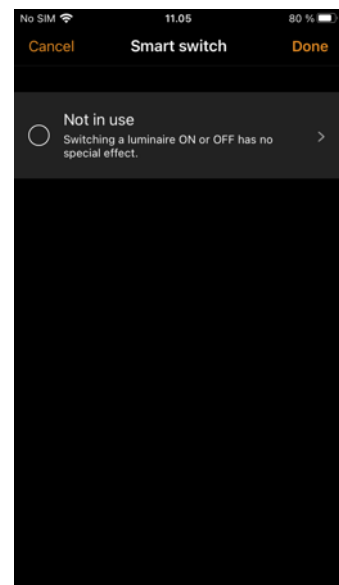 No SIM 11.05 80 %
Cancel Smart switch Done
Not in use
Switching a luminaire ON or OFF has no
special effect.